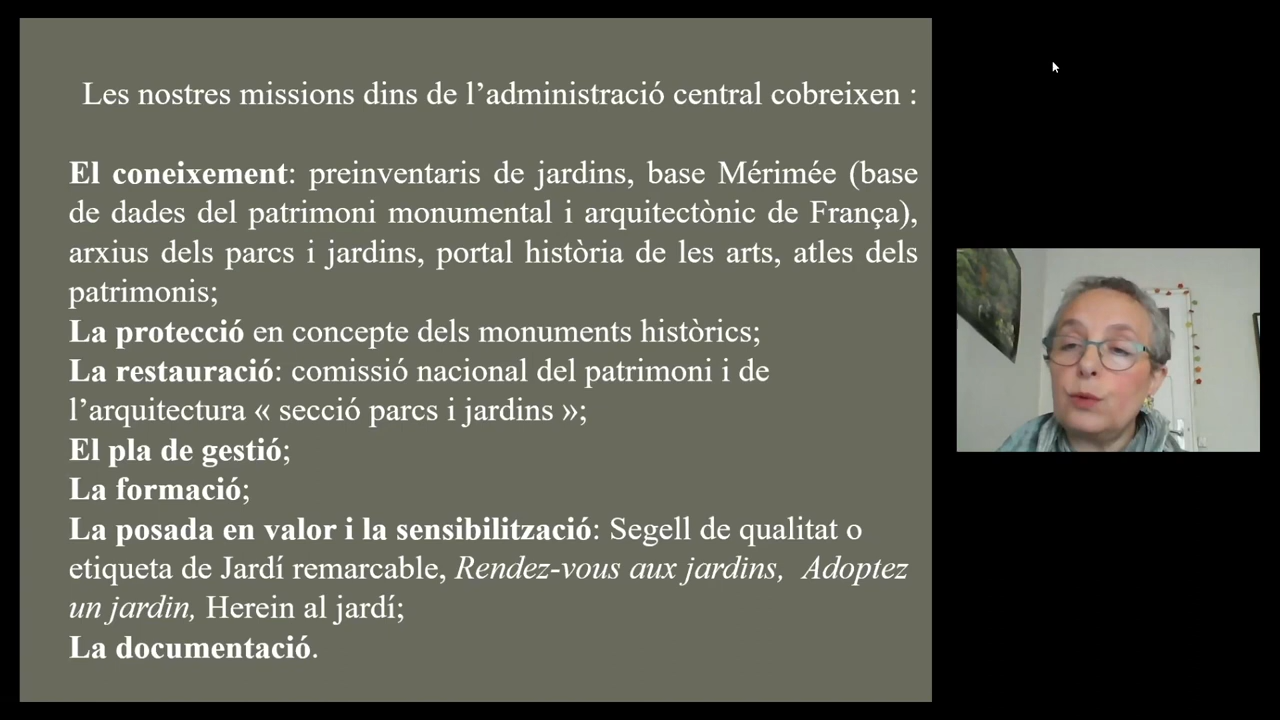 Les nostres missions dins de l’administració central cobreixen :
El coneixement: preinventaris de jardins, base Mérimée (base
de dades del patrimoni monumental i arquitectònic de França),
arxius dels parcs i jardins, portal història de les arts, atles dels
patrimonis;
La protecció en concepte dels monuments històrics;
La restauració: comissió nacional del patrimoni i de
l’arquitectura « secció parcs i jardins »;
El pla de gestió;
La formació;
La posada en valor i la sensibilització: Segell de qualitat o
etiqueta de Jardí remarcable, Rendez-vous aux jardins, Adoptez
un jardin, Herein al jardí;
La documentació.